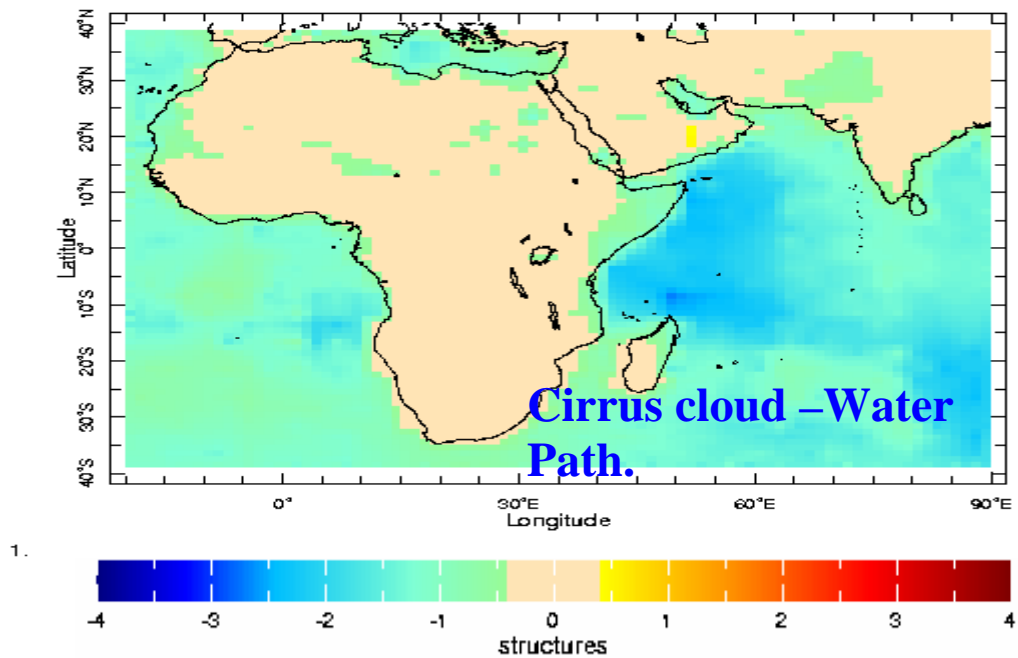 40°N
30°N
20°N
10°N
0°
10°S
20°S
30°S
40°S
Latitude
Cirrus cloud –Water
Path.
0° 30°E 60°E 90°E
Longitude
1.
-4 -3 -2 -1 0 1 2 3 4
structures